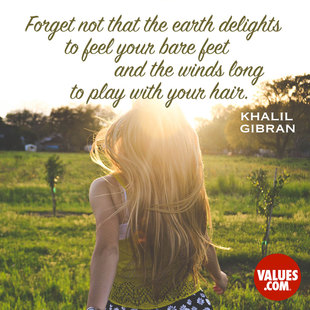 Forget not that the earth delights
to feel your bare feet
and the winds long
to play with your hair.
KHALIL
GIBRAN
VALUES
.COM